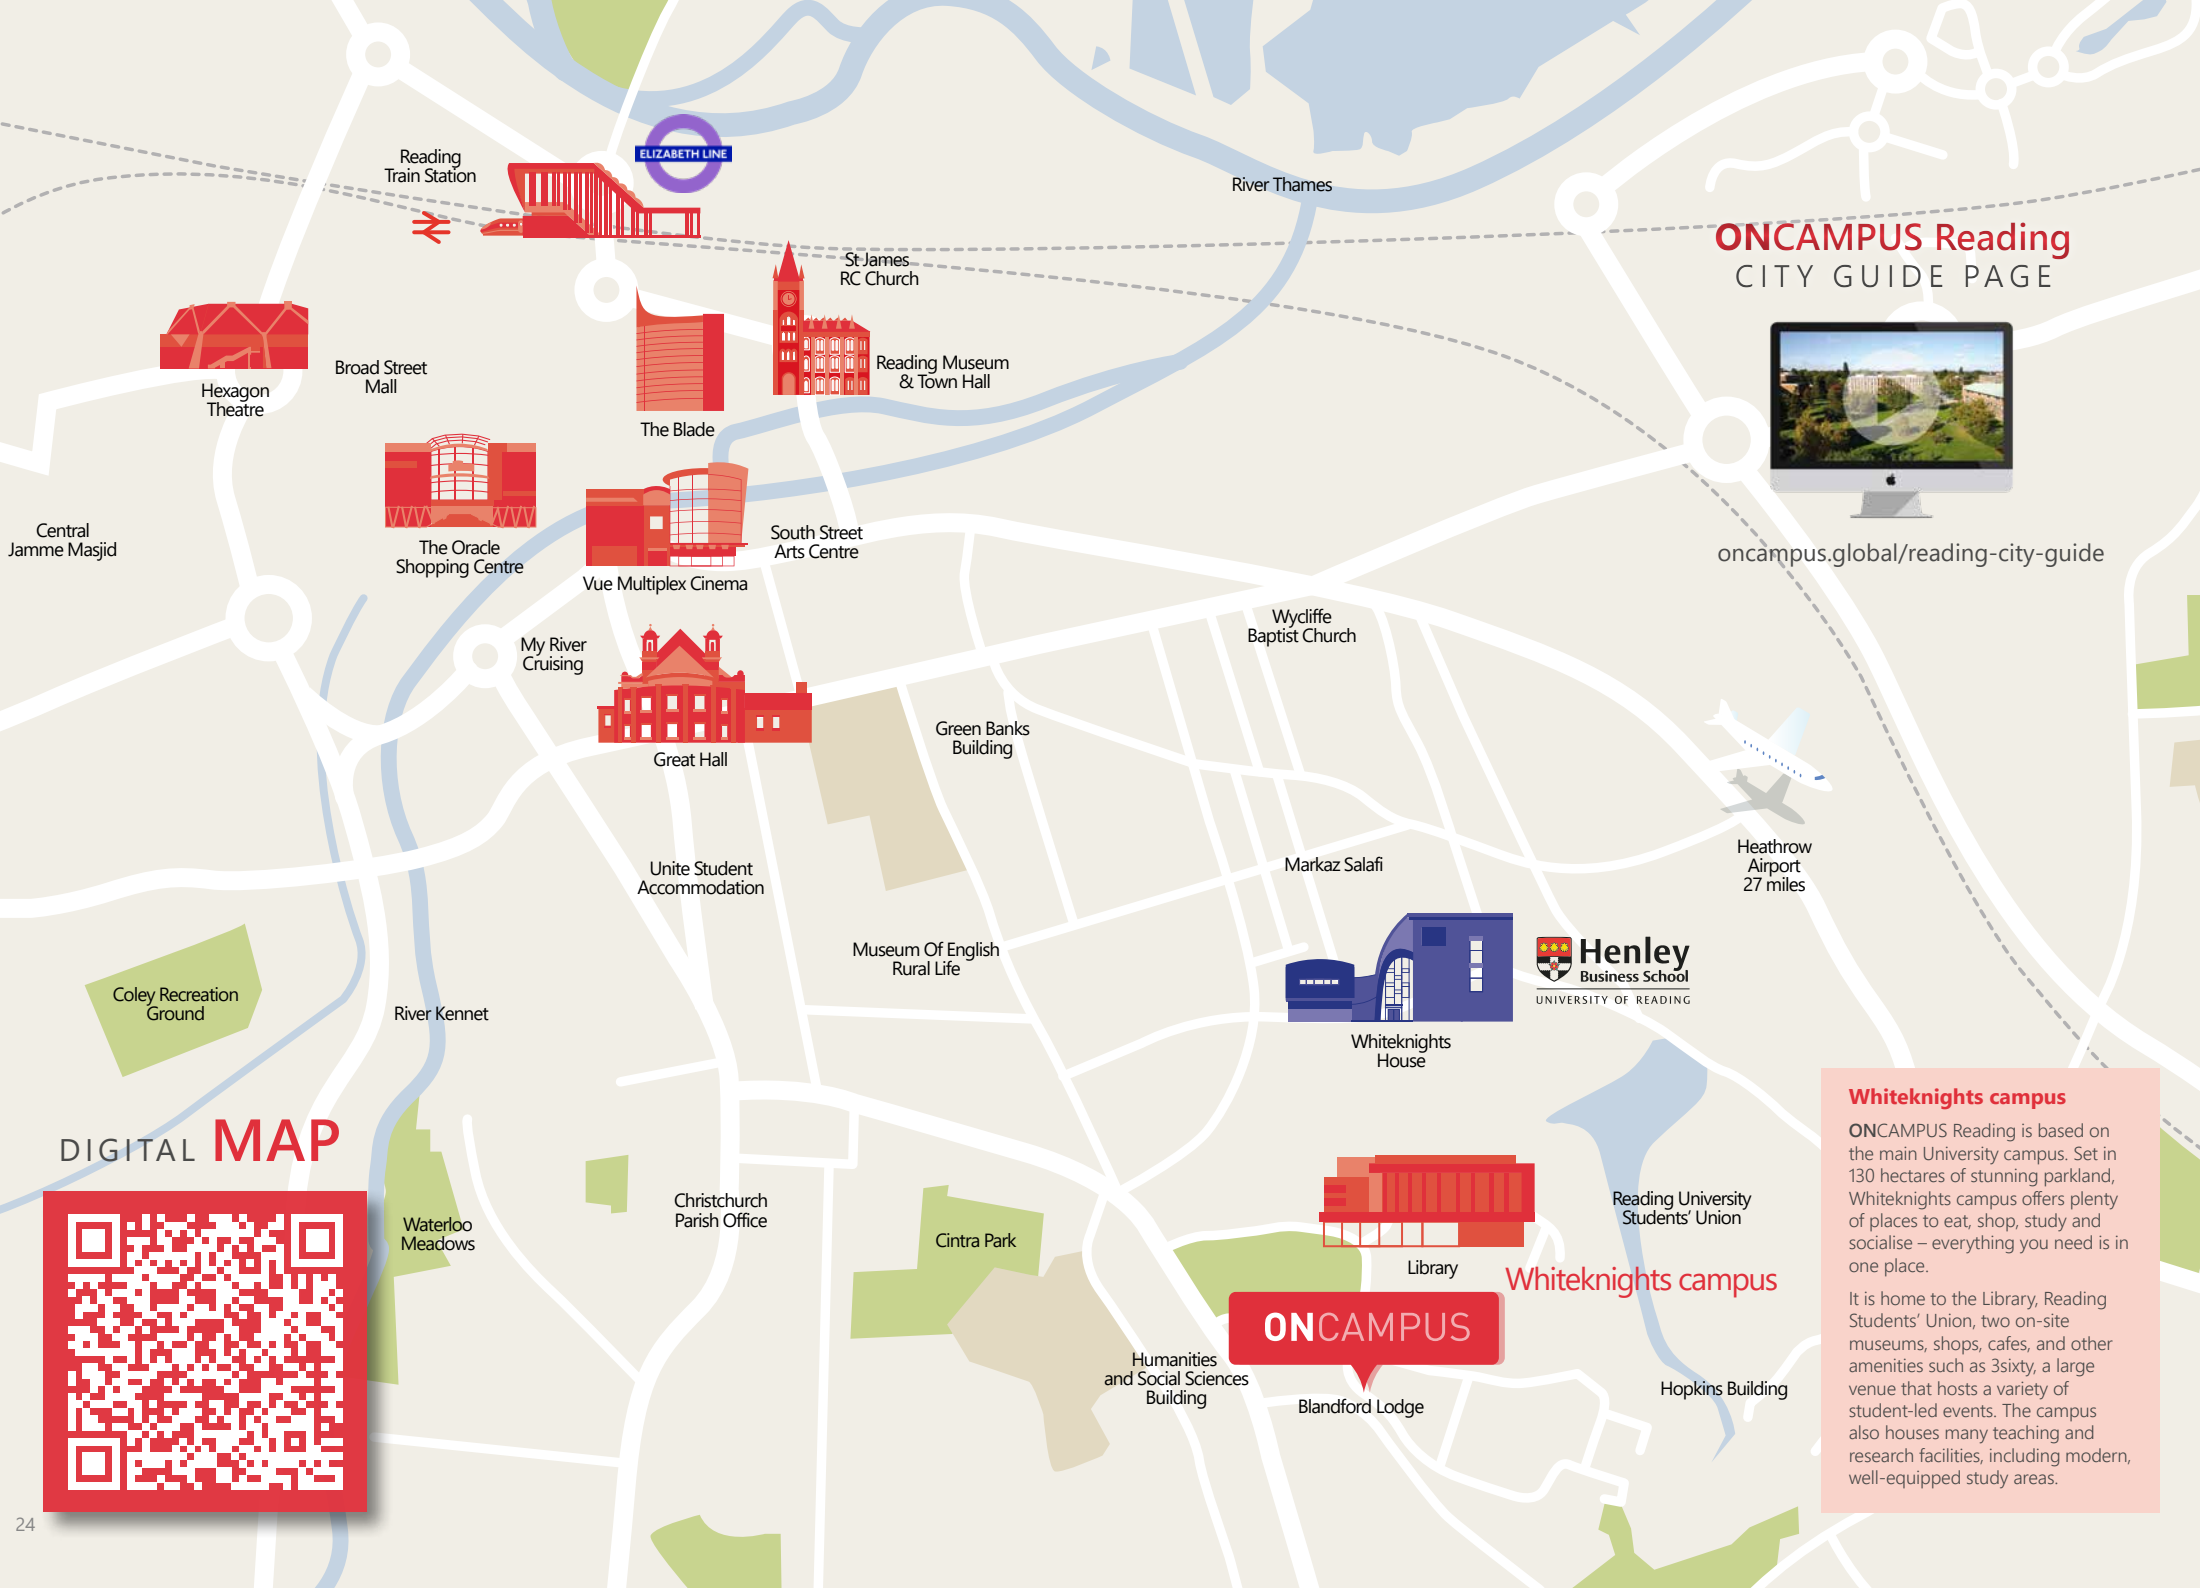 Reading
Train Station
ELIZABETH LINE
River Thames
ONCAMPUS Reading
CITY GUIDE PAGE
oncampus.global/reading-city-guide
St James
RC Church
Hexagon
Theatre
Broad Street
Mall
The Blade
Reading Museum
& Town Hall
Central
Jamme Masjid
The Oracle
Shopping Centre
Vue Multiplex Cinema
South Street
Arts Centre
My River
Cruising
Wycliffe
Baptist Church
Great Hall
Green Banks
Building
Unite Student
Accommodation
Markaz Salafi
Heathrow
Airport
27 miles
Museum Of English
Rural Life
Henley
Business School
UNIVERSITY OF READING
Coley Recreation
Ground
River Kennet
Whiteknights
House
DIGITAL MAP
Waterloo
Meadows
Christchurch
Parish Office
Cintra Park
Library
Reading University
Students' Union
Whiteknights campus
ONCAMPUS
Humanities
and Social Sciences
Building
Blandford Lodge
Hopkins Building
Whiteknights campus
ONCAMPUS Reading is based on
the main University campus. Set in
130 hectares of stunning parkland,
Whiteknights campus offers plenty
of places to eat, shop, study and
socialise – everything you need is in
one place.
It is home to the Library, Reading
Students' Union, two on-site
museums, shops, cafes, and other
amenities such as 3sixty, a large
venue that hosts a variety of
student-led events. The campus
also houses many teaching and
research facilities, including modern,
well-equipped study areas.
24